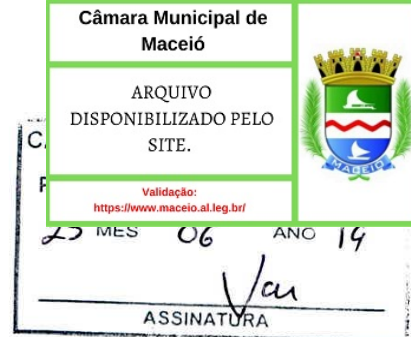 Câmara Municipal de
Maceió
ARQUIVO
DISPONIBILIZADO PELO
SITE.
Validação:
https://www.maceio.al.leg.br/
MACEIÓ
MES 06 ANO 14
ASSINATURA